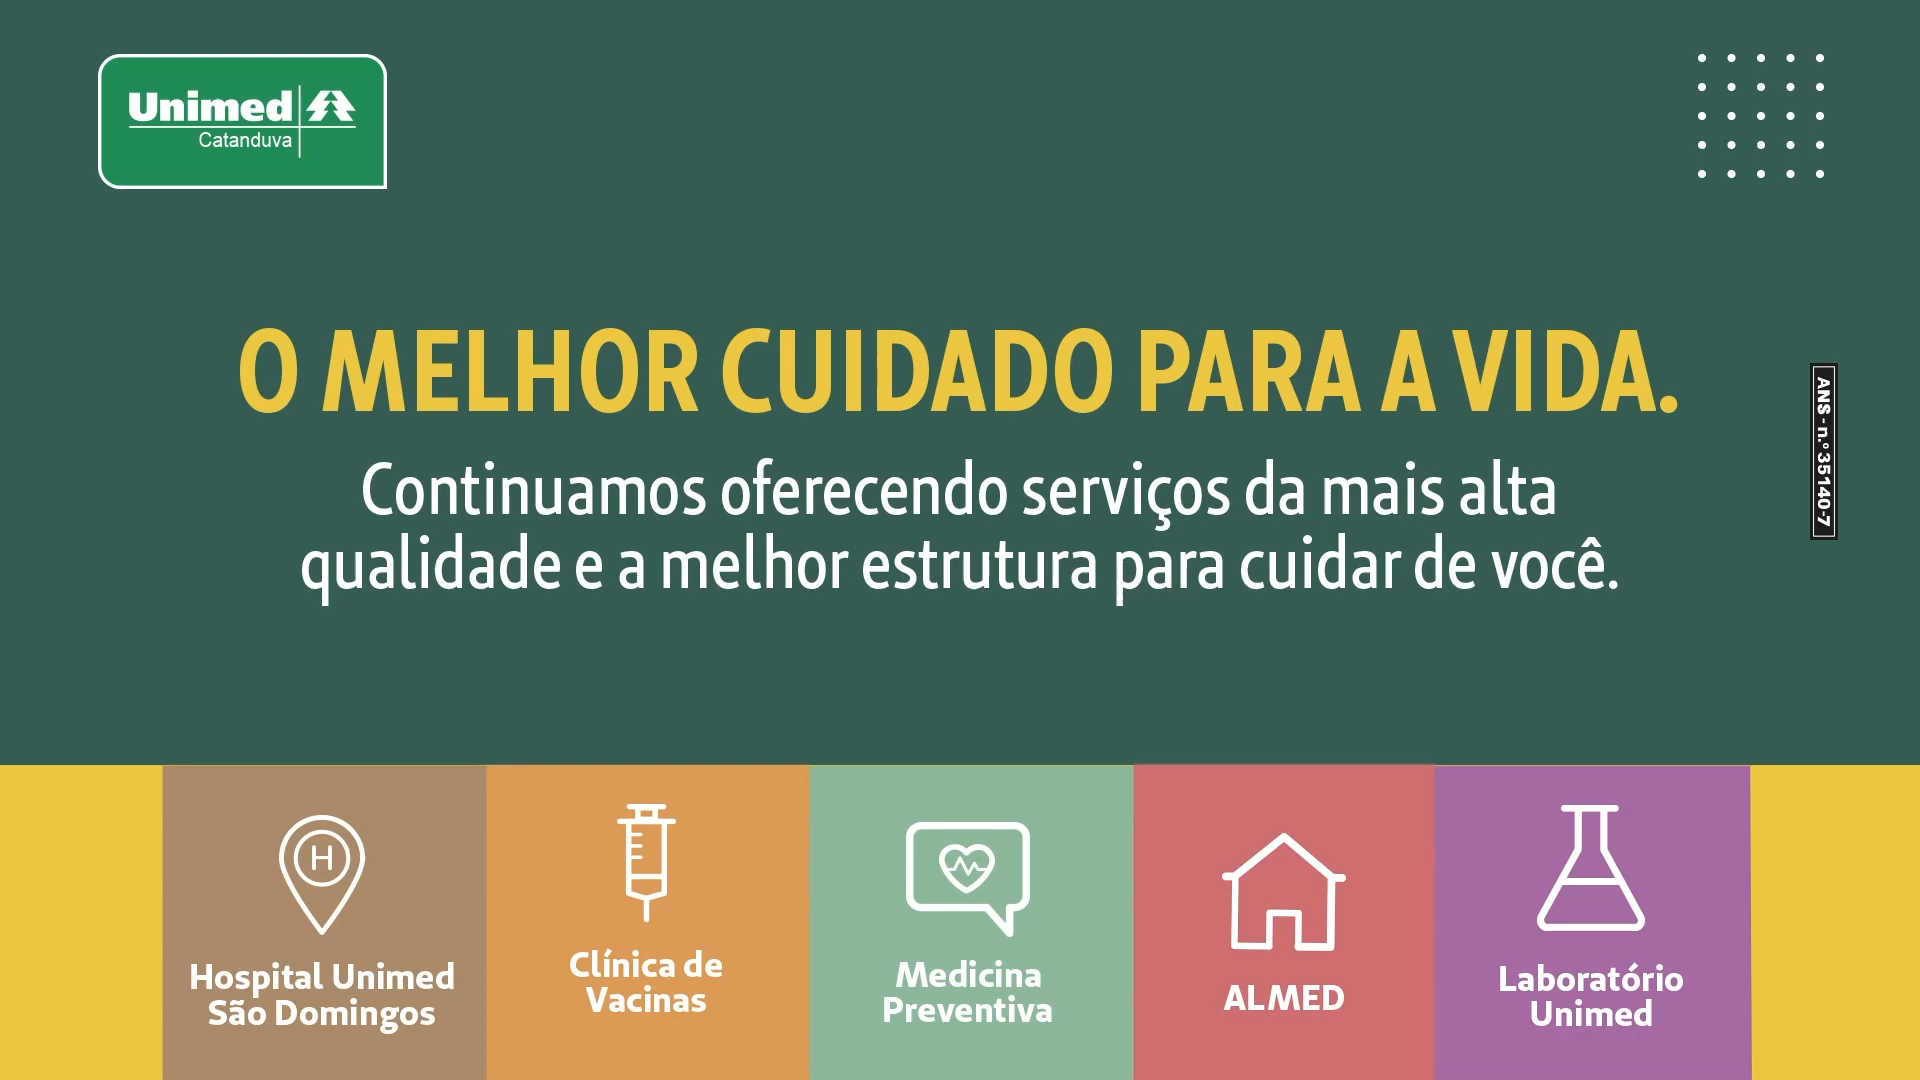 Unimed
Catanduva
O MELHOR CUIDADO PARA A VIDA.
Continuamos oferecendo serviços da mais alta
qualidade e a melhor estrutura para cuidar de você.
ANS - n.º 35140-7
H
Hospital Unimed
São Domingos
Clínica de
Vacinas
Medicina
Preventiva
ALMED
Laboratório
Unimed